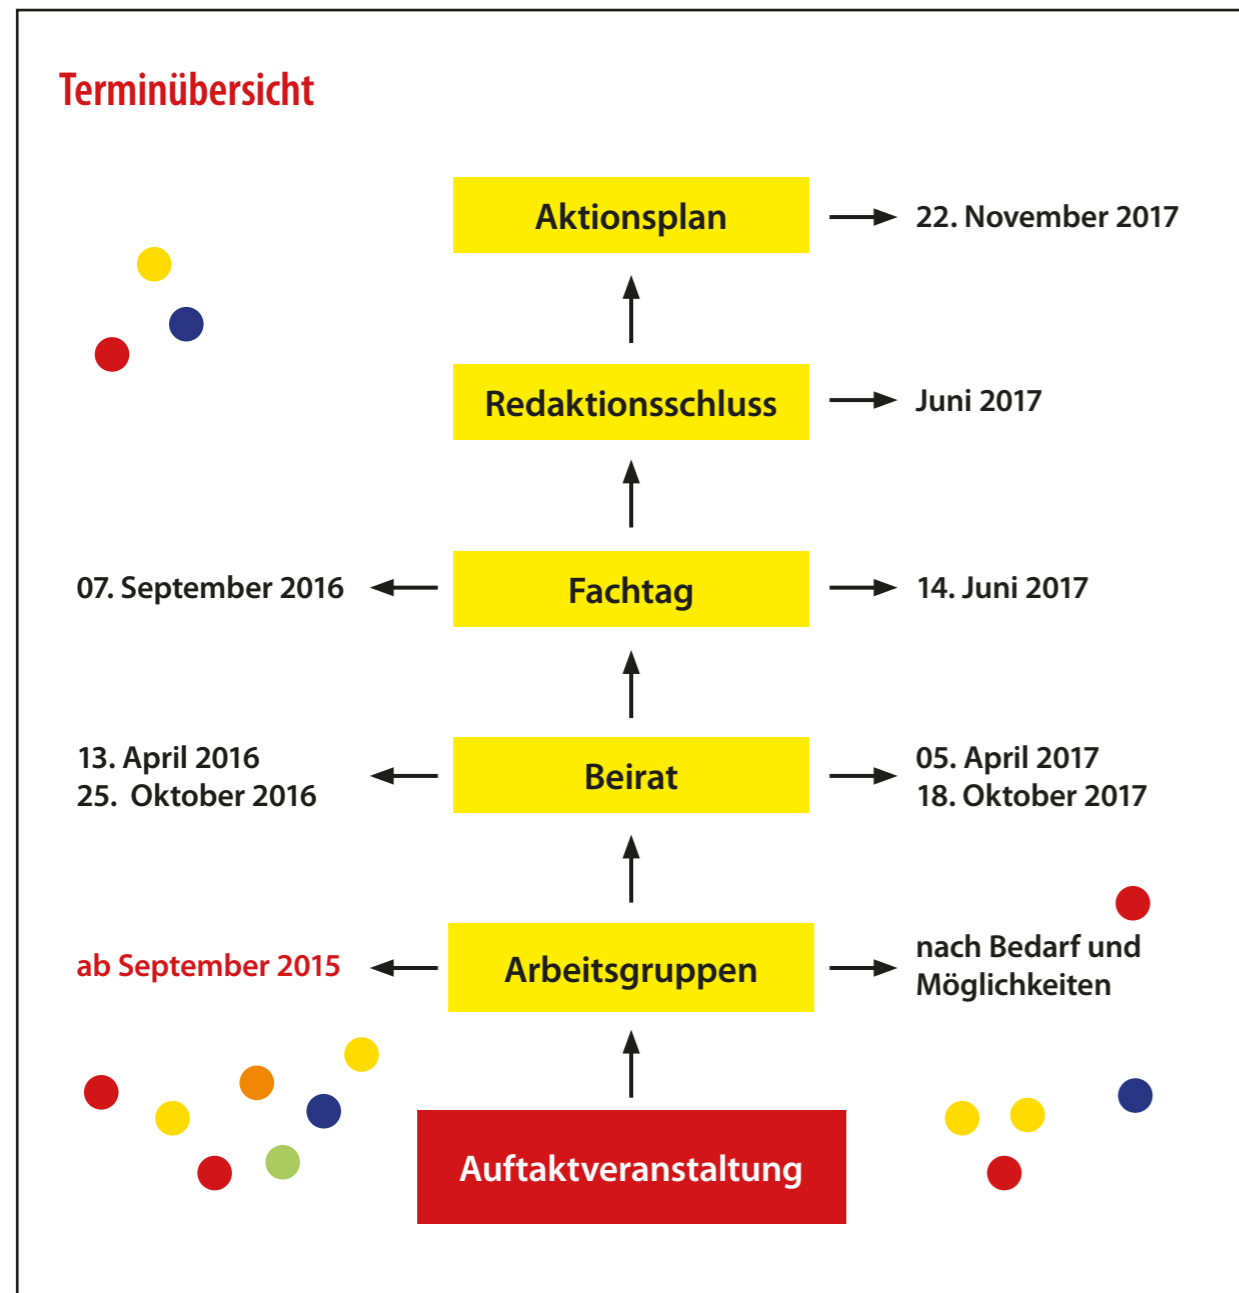 Terminübersicht
Aktionsplan
22. November 2017
Redaktionsschluss
Juni 2017
07. September 2016
Fachtag
14. Juni 2017
13. April 2016
25. Oktober 2016
Beirat
05. April 2017
18. Oktober 2017
ab September 2015
Arbeitsgruppen
nach Bedarf und
Möglichkeiten
Auftaktveranstaltung